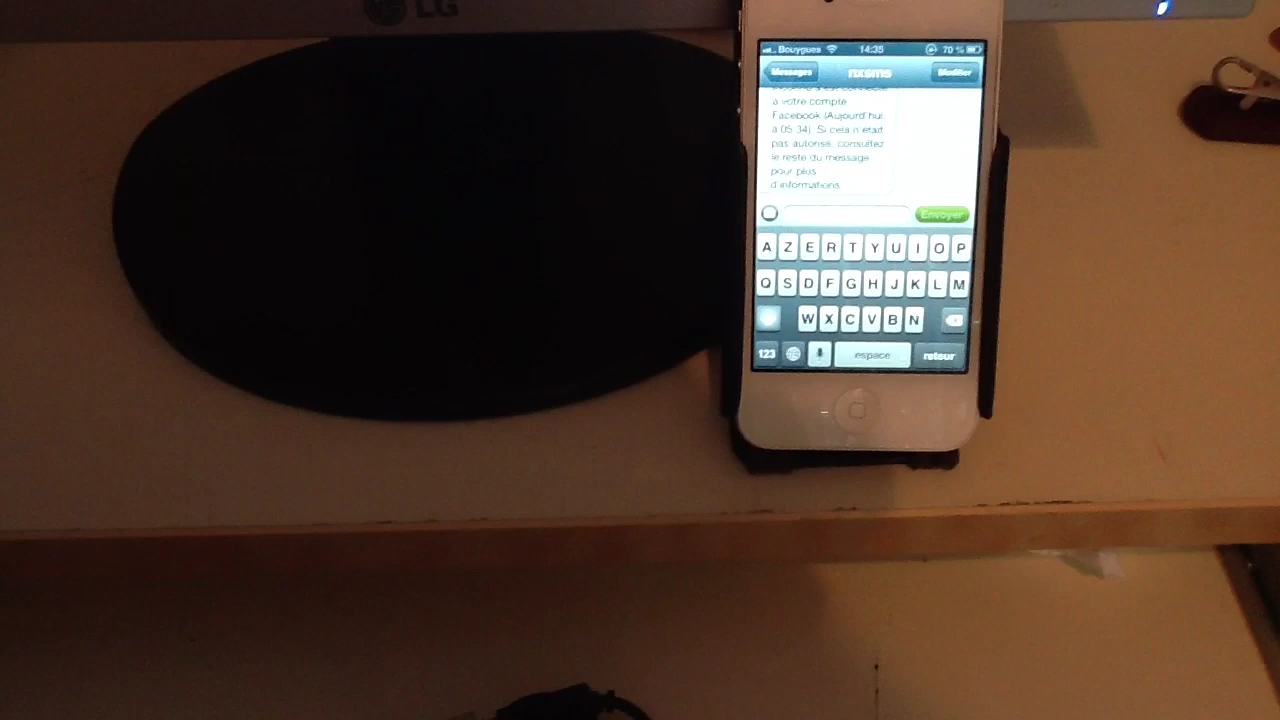 LG
Bouygues 14:35 70 %
Messages nxsms Modifier
à votre compte
Facebook (Aujourd'hui,
à 05:34). Si cela n'était
pas autorisé, consultez
le reste du message
pour plus
d'informations.
Envoyer
A Z E R T Y U I O P
Q S D F G H J K L M
W X C V B N
123 espace retour